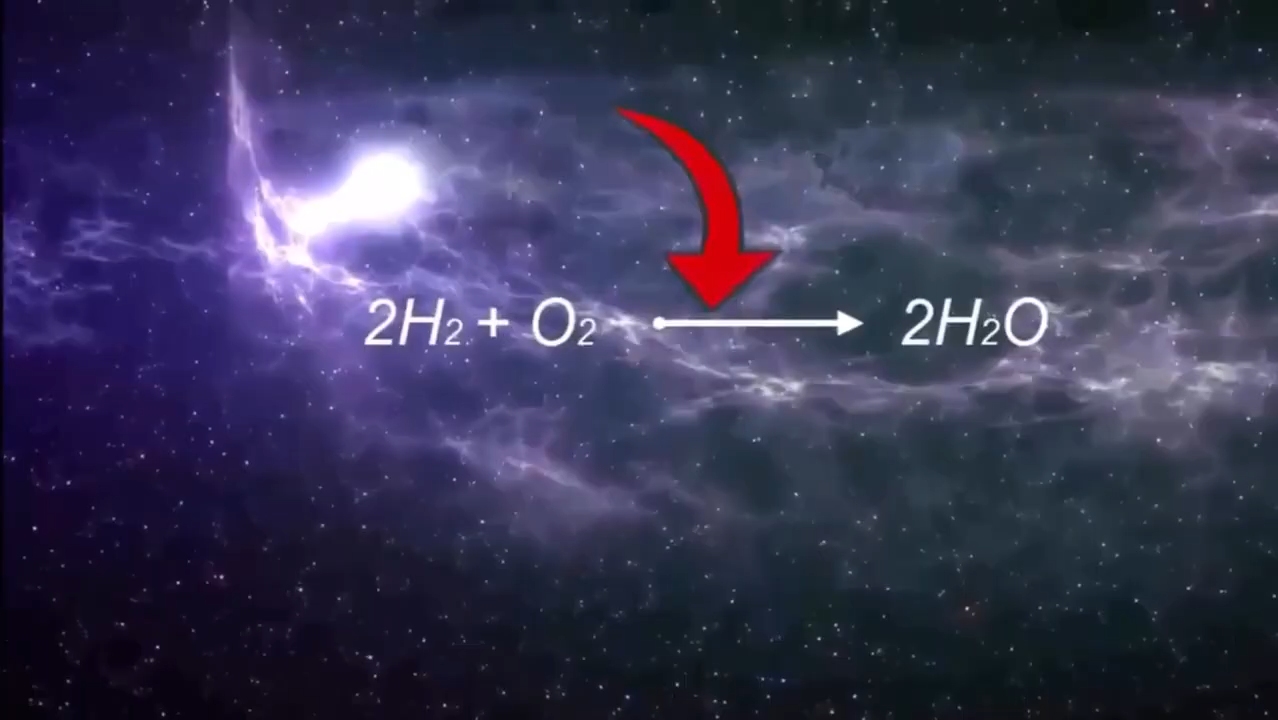 2H₂ + O₂ → 2H₂O